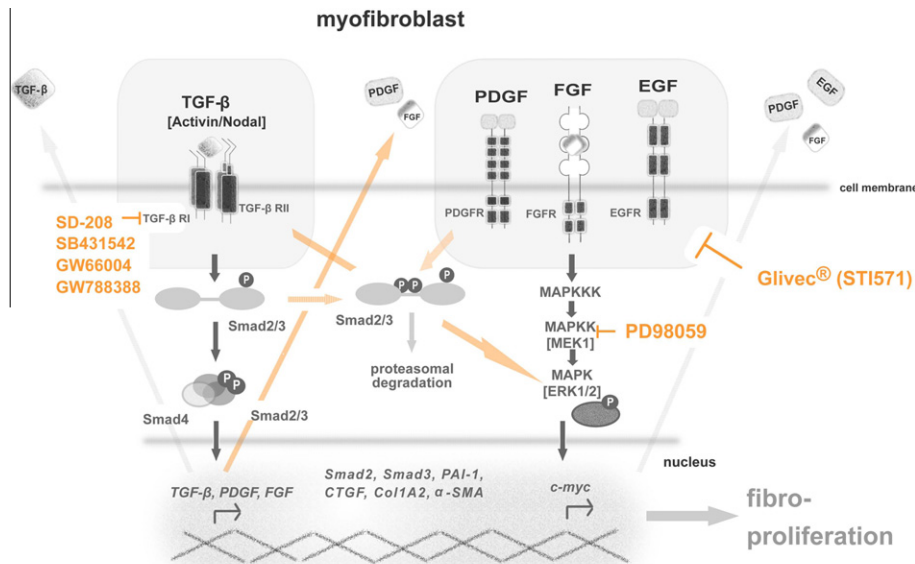 myofibroblast
TGF-β
TGF-β
[Activin/Nodal]
PDGF
FGF
PDGF
FGF
EGF
PDGF
EGF
FGF
cell membrane
TGF-β RI
TGF-β RII
PDGFR
FGFR
EGFR
SD-208
SB431542
GW66004
GW788388
Glivec® (STI571)
P
Smad2/3
P P
P
Smad2/3
MAPKKK
MAPKK
[MEK1]
PD98059
proteasomal
degradation
MAPK
[ERK1/2]
P
P
P
Smad4
Smad2/3
nucleus
TGF-β, PDGF, FGF
Smad2, Smad3, PAI-1,
CTGF, Col1A2, α-SMA
c-myc
fibro-
proliferation